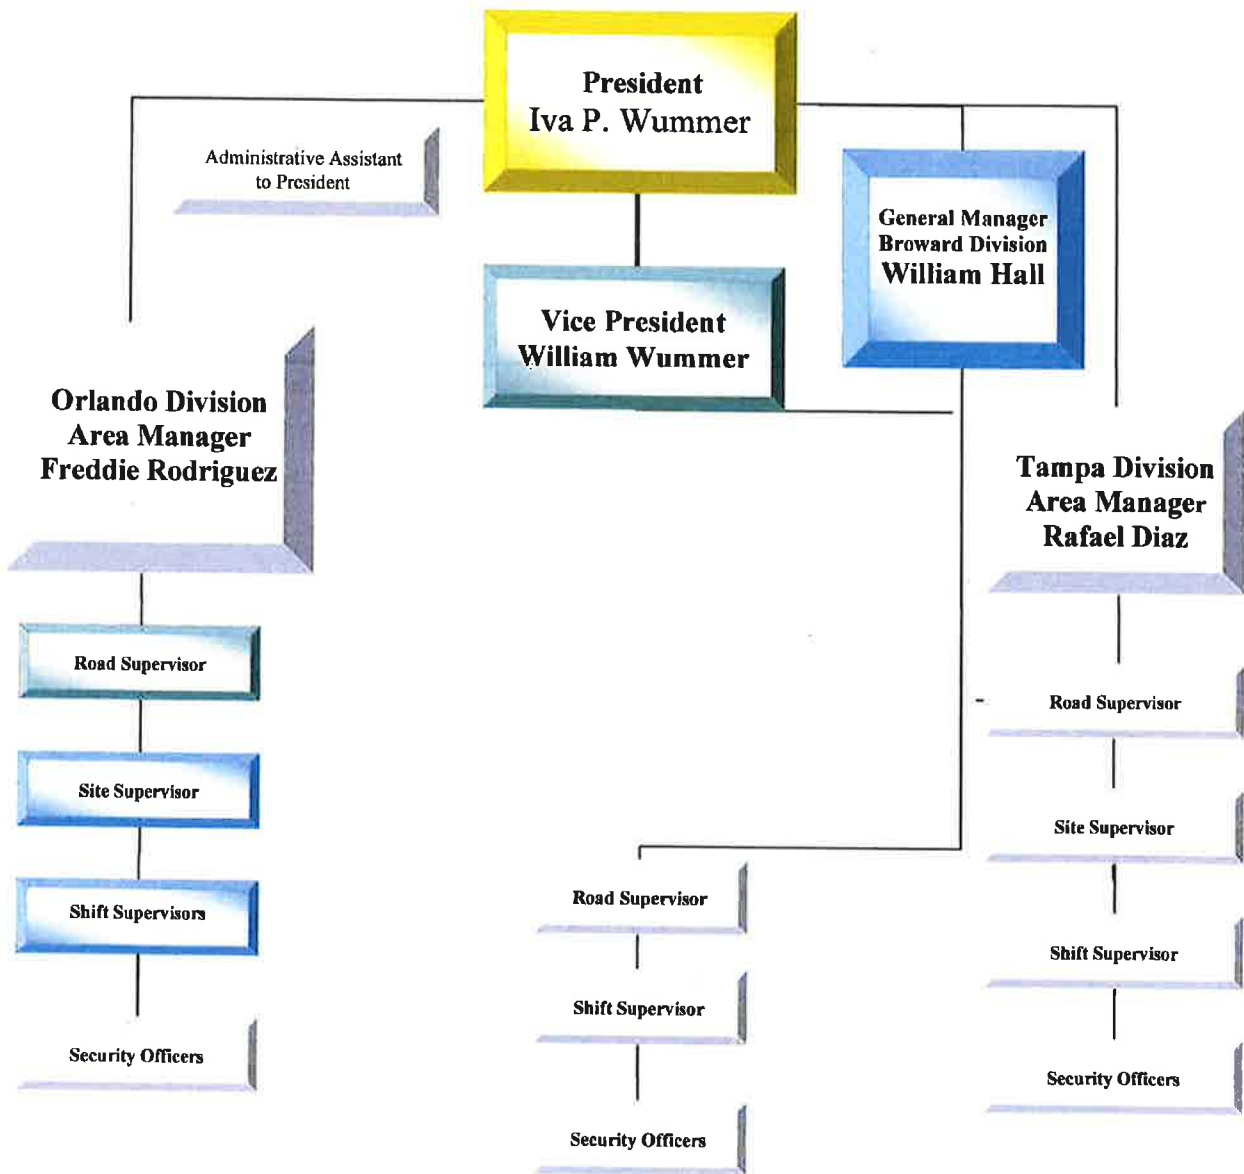 President
Iva P. Wummer
Administrative Assistant
to President
General Manager
Broward Division
William Hall
Vice President
William Wummer
Orlando Division
Area Manager
Freddie Rodriguez
Tampa Division
Area Manager
Rafael Diaz
Road Supervisor
Site Supervisor
Shift Supervisors
Security Officers
Road Supervisor
Shift Supervisor
Security Officers
Road Supervisor
Site Supervisor
Shift Supervisor
Security Officers